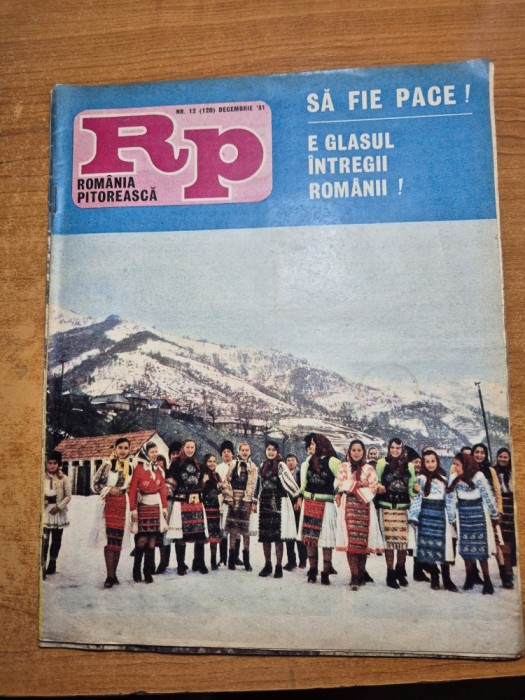 NR. 12 (120) DECEMBRIE '81
Rp
ROMÂNIA
PITOREASCĂ
SĂ FIE PACE !
E GLASUL
ÎNTREGII
ROMÂNII !